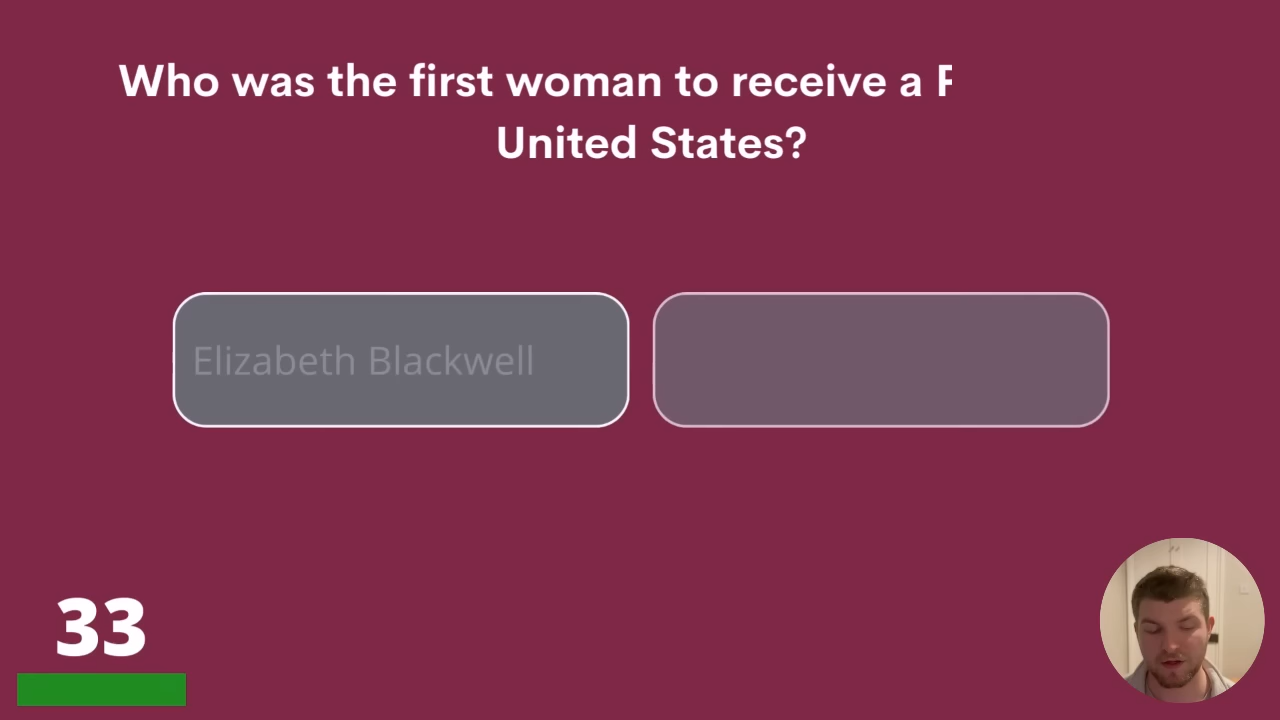 Who was the first woman to receive a
United States?
Elizabeth Blackwell
33